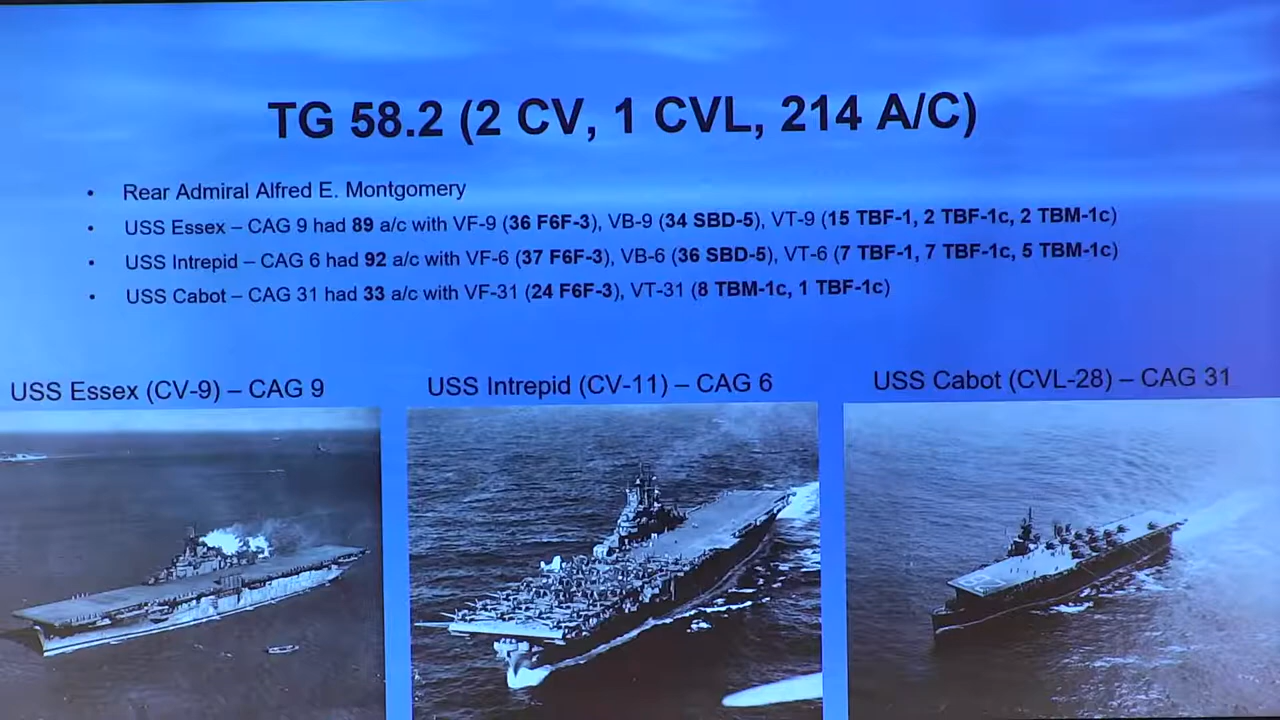 TG 58.2 (2 CV, 1 CVL, 214 A/C)
• Rear Admiral Alfred E. Montgomery
• USS Essex – CAG 9 had 89 a/c with VF-9 (36 F6F-3), VB-9 (34 SBD-5), VT-9 (15 TBF-1, 2 TBF-1c, 2 TBM-1c)
• USS Intrepid – CAG 6 had 92 a/c with VF-6 (37 F6F-3), VB-6 (36 SBD-5), VT-6 (7 TBF-1, 7 TBF-1c, 5 TBM-1c)
• USS Cabot – CAG 31 had 33 a/c with VF-31 (24 F6F-3), VT-31 (8 TBM-1c, 1 TBF-1c)
USS Essex (CV-9) – CAG 9
USS Intrepid (CV-11) – CAG 6
USS Cabot (CVL-28) – CAG 31